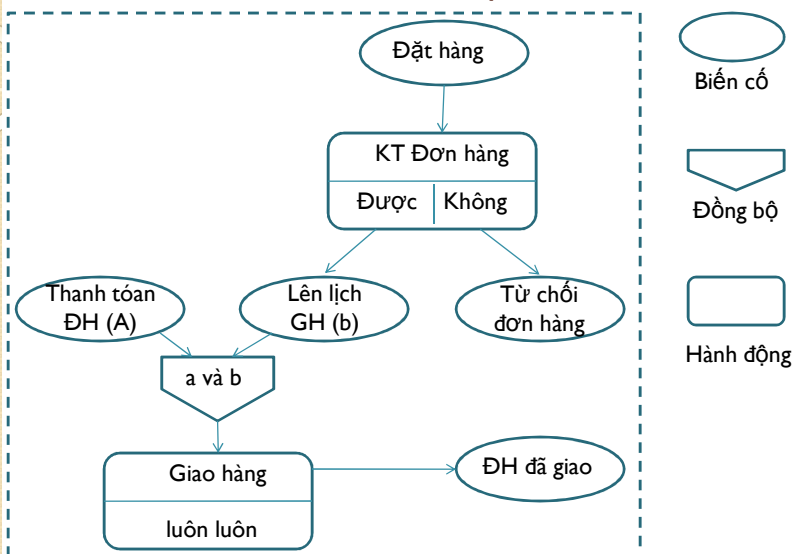 Đặt hàng
KT Đơn hàng
Được
Không
Thanh tóan
ĐH (A)
Lên lịch
GH (b)
Từ chối
đơn hàng
a và b
Giao hàng
luôn luôn
ĐH đã giao
Biến cố
Đồng bộ
Hành động